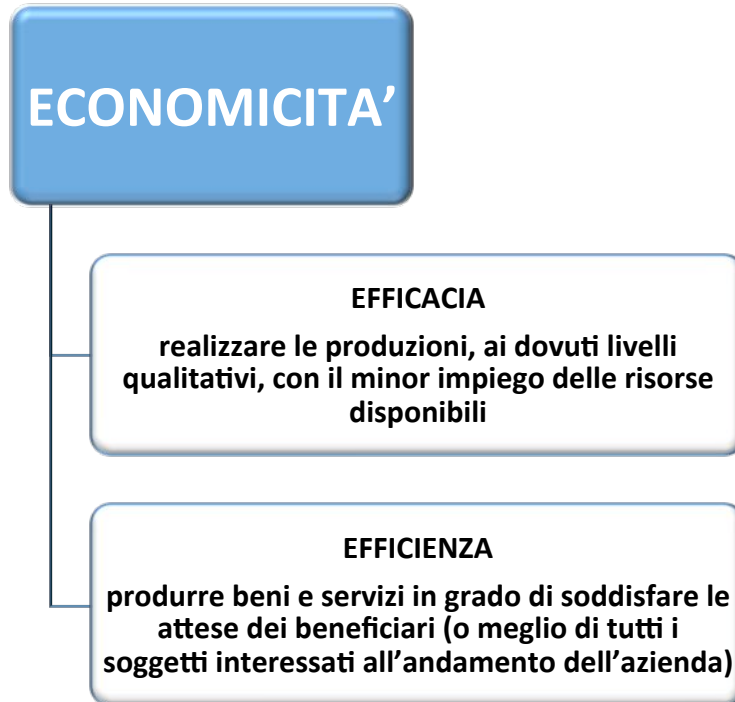 ECONOMICITA’
EFFICACIA
realizzare le produzioni, ai dovuti livelli
qualitativi, con il minor impiego delle risorse
disponibili
EFFICIENZA
produrre beni e servizi in grado di soddisfare le
attese dei beneficiari (o meglio di tutti i
soggetti interessati all’andamento dell’azienda)